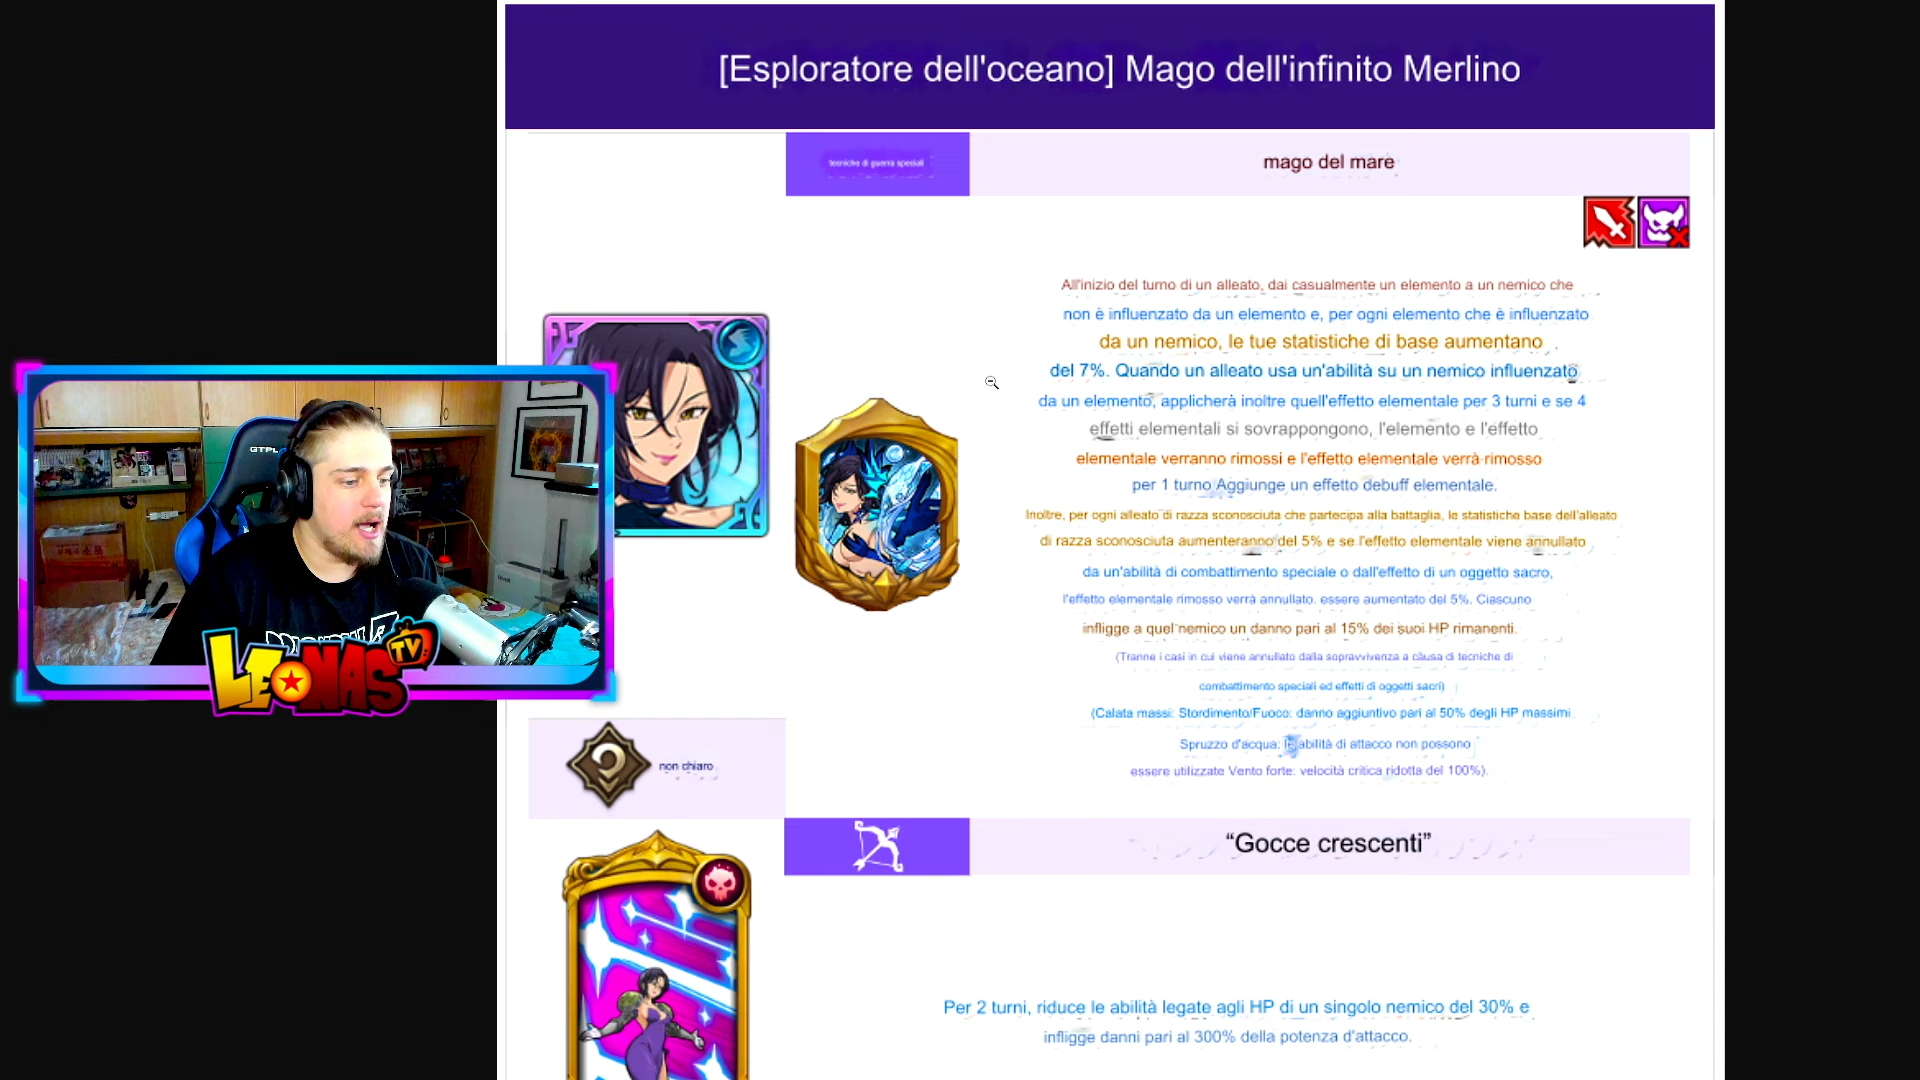 [Esploratore dell'oceano] Mago dell'infinito Merlino
tecniche di guerra speciali
mago del mare
All'inizio del turno di un alleato, dai casualmente un elemento a un nemico che
non è influenzato da un elemento e, per ogni elemento che è influenzato
da un nemico, le tue statistiche di base aumentano
del 7%. Quando un alleato usa un'abilità su un nemico influenzato
da un elemento, applicherà inoltre quell'effetto elementale per 3 turni e se 4
effetti elementali si sovrappongono, l'elemento e l'effetto
elementale verranno rimossi e l'effetto elementale verrà rimosso
per 1 turno Aggiunge un effetto debuff elementale.
Inoltre, per ogni alleato di razza sconosciuta che partecipa alla battaglia, le statistiche base dell'alleato
di razza sconosciuta aumenteranno del 5% e se l'effetto elementale viene annullato
da un'abilità di combattimento speciale o dall'effetto di un oggetto sacro,
l'effetto elementale rimosso verrà annullato. essere aumentato del 5%. Ciascuno
infligge a quel nemico un danno pari al 15% dei suoi HP rimanenti.
(Tranne i casi in cui viene annullato dalla sopravvivenza a causa di tecniche di
combattimento speciali ed effetti di oggetti sacri)
(Calata massi: Stordimento/Fuoco: danno aggiuntivo pari al 50% degli HP massimi
Spruzzo d'acqua: le abilità di attacco non possono
essere utilizzate Vento forte: velocità critica ridotta del 100%).
non chiaro
"Gocce crescenti"
Per 2 turni, riduce le abilità legate agli HP di un singolo nemico del 30% e
infligge danni pari al 300% della potenza d'attacco.
GTPL
LEONAS
TV